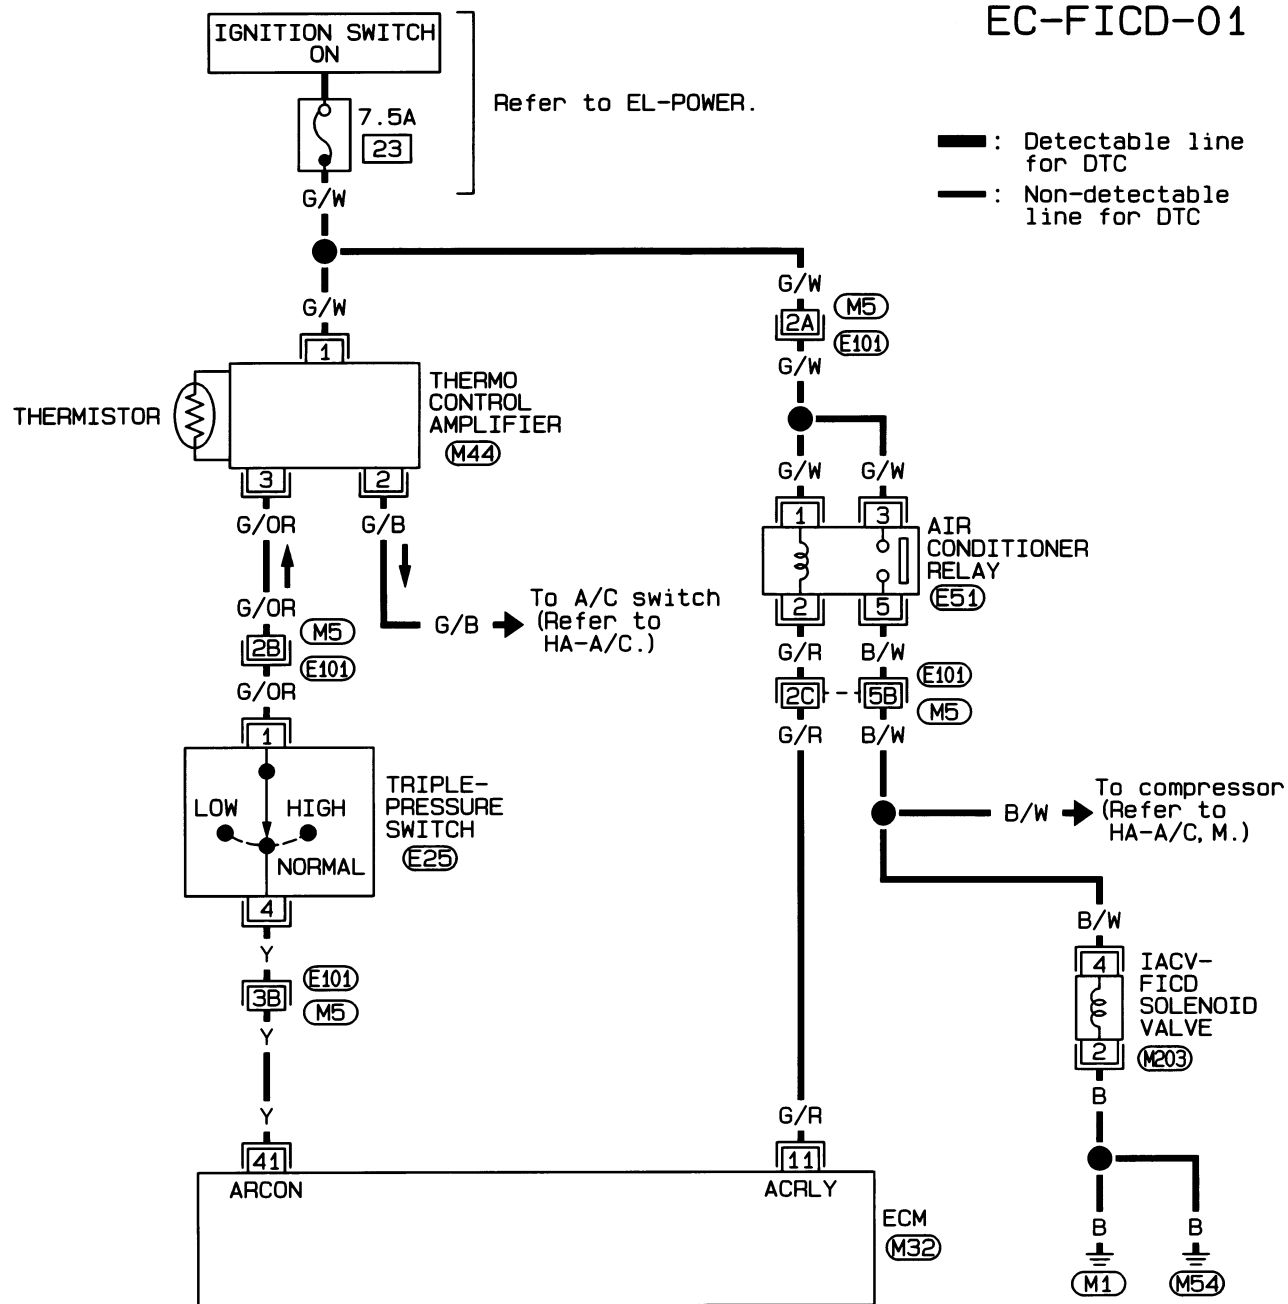 EC-FICD-01
IGNITION SWITCH
ON
7.5A
23
Refer to EL-POWER.
: Detectable line
for DTC
: Non-detectable
line for DTC
G/W
G/W
G/W
2A
M5
E101
G/W
1
THERMISTOR
THERMO
CONTROL
AMPLIFIER
M44
3
2
G/OR
G/B
G/OR
G/B
To A/C switch
(Refer to
HA-A/C.)
2B
M5
E101
G/OR
G/W
G/W
1
3
AIR
CONDITIONER
RELAY
E51
2
5
G/R
B/W
2C
5B
E101
M5
G/R
B/W
1
LOW
HIGH
NORMAL
TRIPLE-
PRESSURE
SWITCH
E25
4
B/W
To compressor
(Refer to
HA-A/C, M.)
Y
3B
E101
M5
Y
Y
B/W
4
IACV-
FICD
SOLENOID
VALVE
M203
2
B
G/R
41
11
ARCON
ACRLY
ECM
M32
B
B
M1
M54